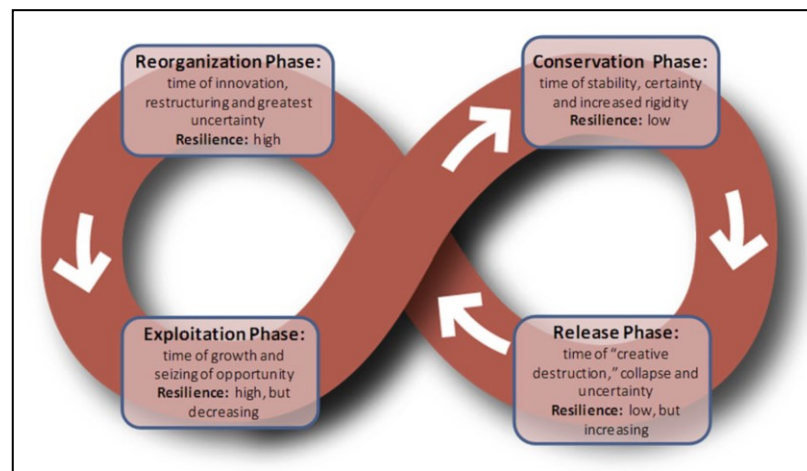 Reorganization Phase:
time of innovation,
restructuring and greatest
uncertainty
Resilience: high
Conservation Phase:
time of stability, certainty
and increased rigidity
Resilience: low
Exploitation Phase:
time of growth and
seizing of opportunity
Resilience: high, but
decreasing
Release Phase:
time of “creative
destruction,” collapse and
uncertainty
Resilience: low, but
increasing